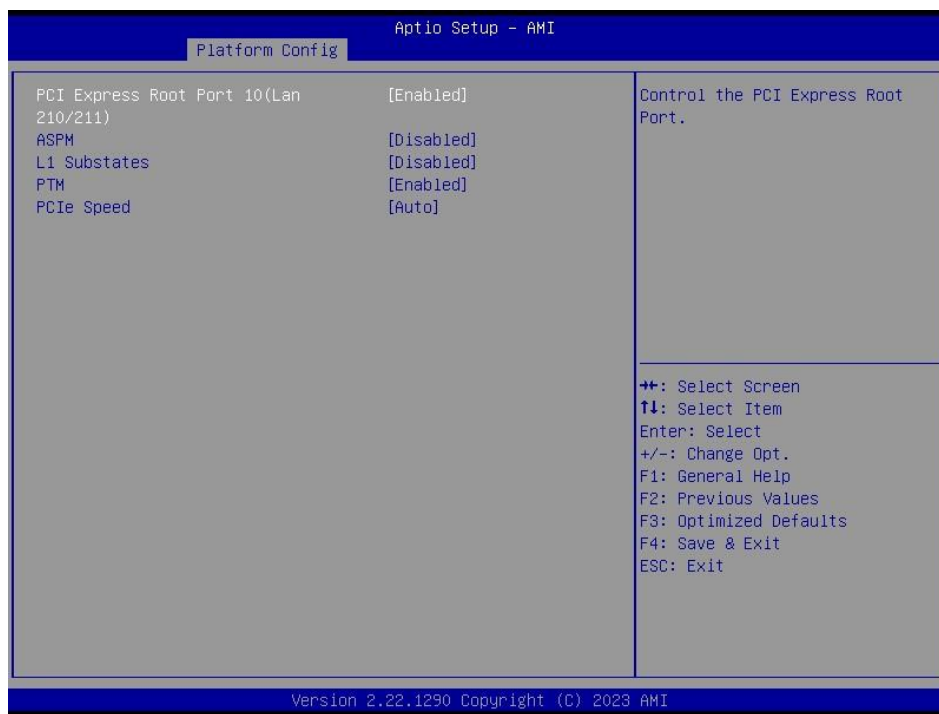 Aptio Setup - AMI
Platform Config
PCI Express Root Port 10(Lan [Enabled]
210/211)
ASPM [Disabled]
L1 Substates [Disabled]
PTM [Enabled]
PCIe Speed [Auto]
Control the PCI Express Root
Port.
→←: Select Screen
↑↓: Select Item
Enter: Select
+/-: Change Opt.
F1: General Help
F2: Previous Values
F3: Optimized Defaults
F4: Save & Exit
ESC: Exit
Version 2.22.1290 Copyright (C) 2023 AMI